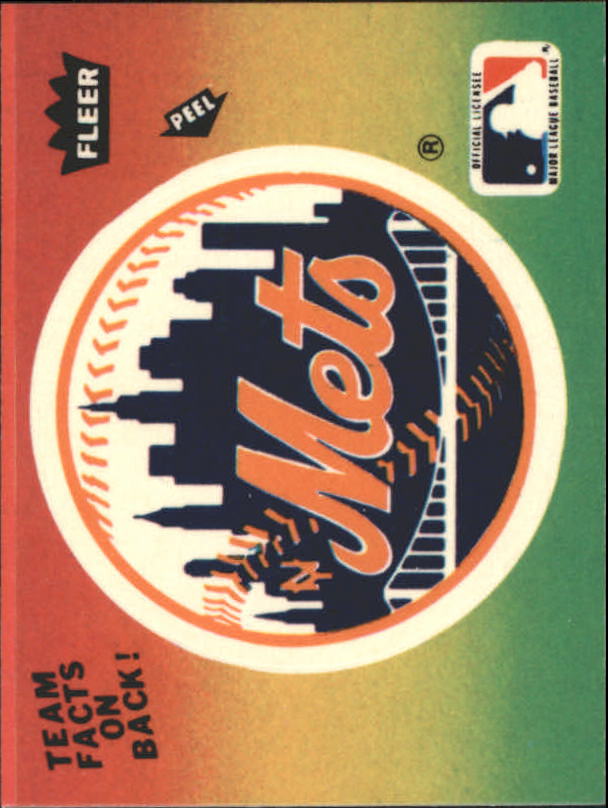 TEAM
FACTS
ON
BACK!
FLEER
PEEL
NY
Mets
®
OFFICIAL LICENSEE
MAJOR LEAGUE BASEBALL